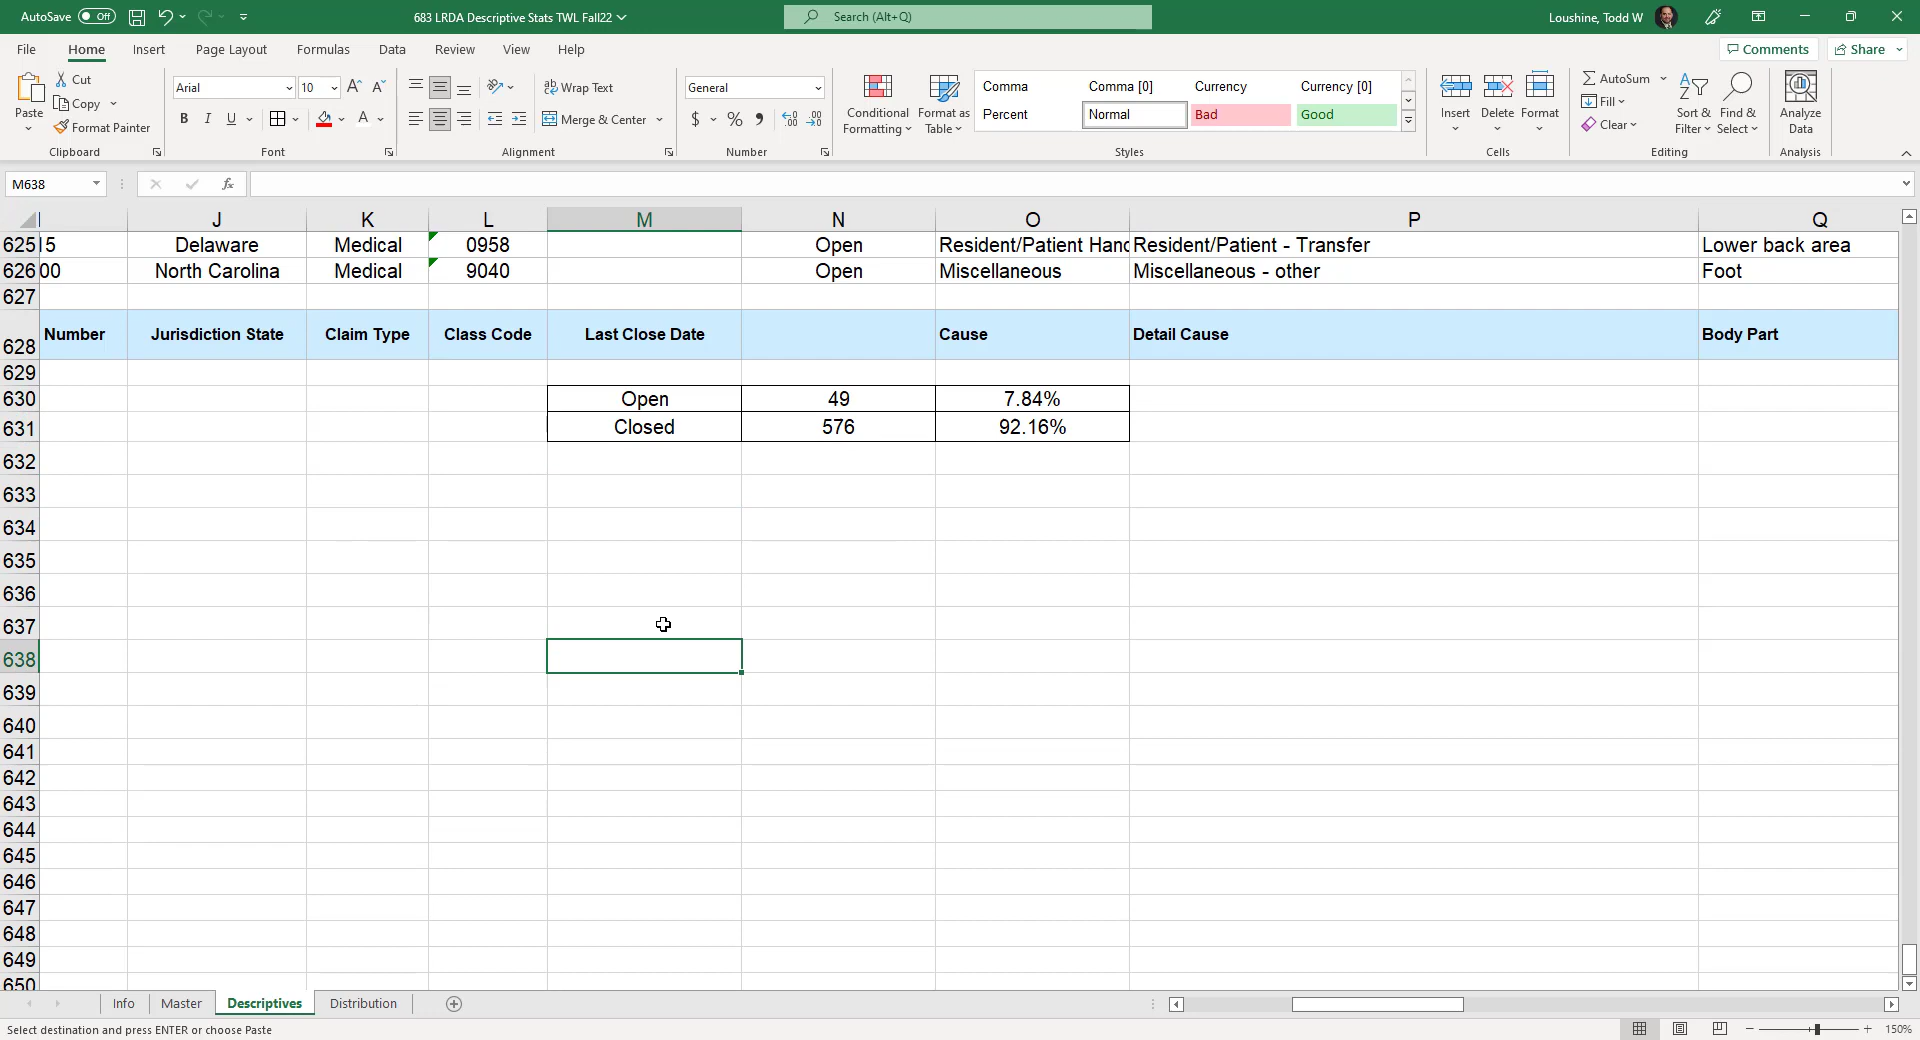 AutoSave Off 683 LRDA Descriptive Stats TWL Fall22 Search (Alt+Q) Loushine, Todd W
File Home Insert Page Layout Formulas Data Review View Help Comments Share
Paste
Cut
Copy
Format Painter
Clipboard
Arial 10
B I U A
Font
Wrap Text
Merge & Center
Alignment
General
$ %
Number
Conditional Formatting
Format as Table
Comma Comma [0] Currency Currency [0]
Percent Normal Bad Good
Styles
Insert Delete Format
Cells
AutoSum
Fill
Clear
Sort & Filter
Find & Select
Editing
Analyze Data
Analysis
M638 fx
J K L M N O P Q
625 15 Delaware Medical 0958 Open Resident/Patient Hanc Resident/Patient - Transfer Lower back area
626 00 North Carolina Medical 9040 Open Miscellaneous Miscellaneous - other Foot
627
628 Number Jurisdiction State Claim Type Class Code Last Close Date Cause Detail Cause Body Part
629
630 Open 49 7.84%
631 Closed 576 92.16%
632
633
634
635
636
637
638
639
640
641
642
643
644
645
646
647
648
649
650
Info Master Descriptives Distribution
Select destination and press ENTER or choose Paste 150%